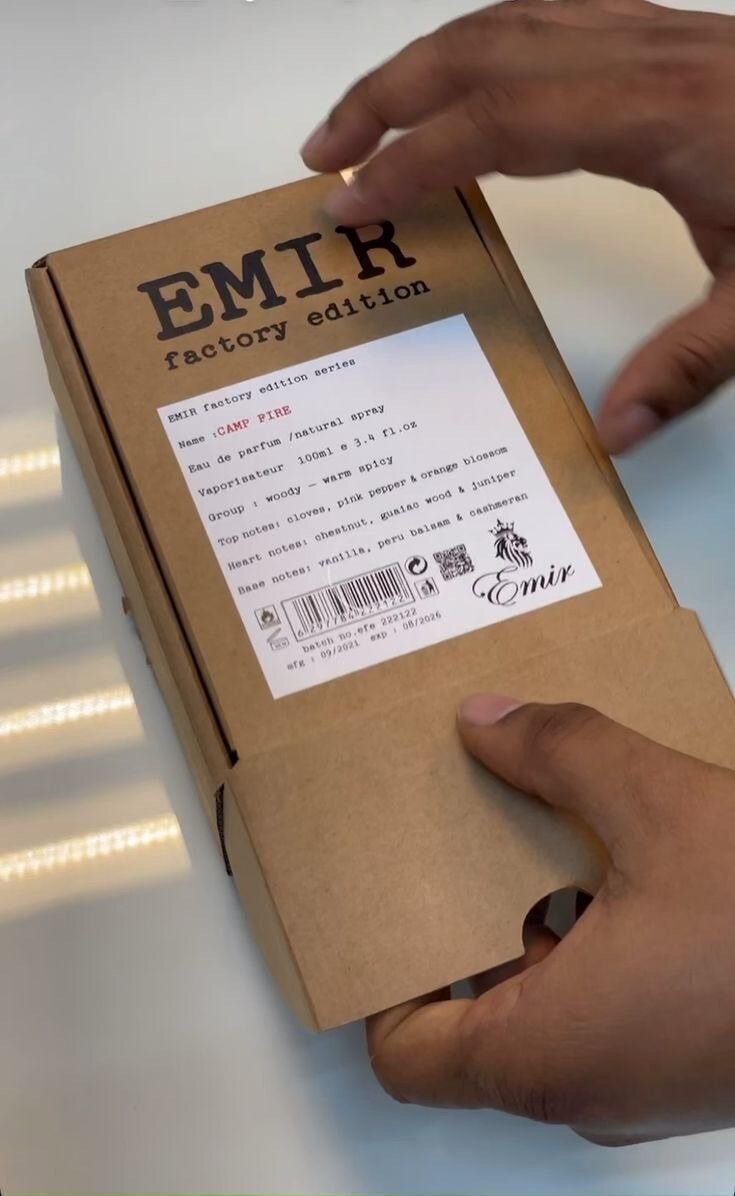 EMIR
factory edition
EMIR factory edition series
Name :CAMP FIRE
Eau de parfum /natural spray
Vaporisateur 100ml e 3.4 fl.oz
Group : woody – warm spicy
Top notes: cloves, pink pepper & orange blossom
Heart notes: chestnut, guaiac wood & juniper
Base notes: vanilla, peru balsam & cashmeran
batch no.efe 222122
mfg : 09/2021 exp : 08/2026
Emir